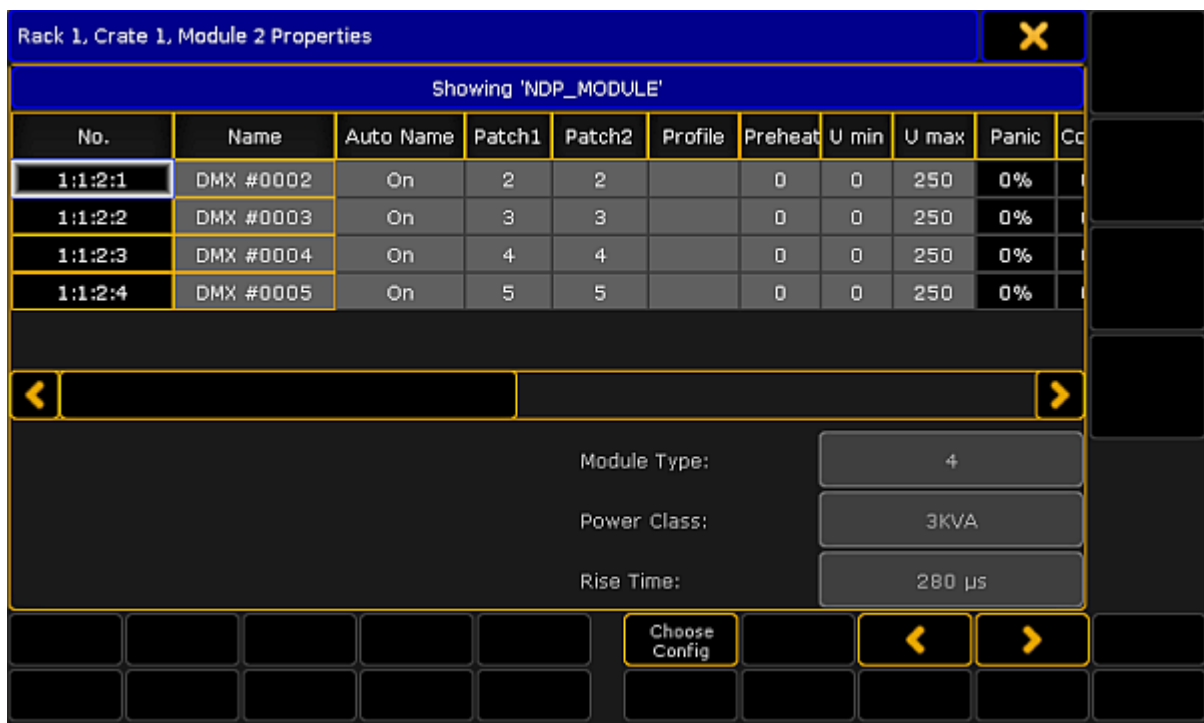 Rack 1, Crate 1, Module 2 Properties
Showing 'NDP_MODULE'
No. Name Auto Name Patch1 Patch2 Profile Preheat U min U max Panic
1:1:2:1 DMX #0002 On 2 2 0 0 250 0%
1:1:2:2 DMX #0003 On 3 3 0 0 250 0%
1:1:2:3 DMX #0004 On 4 4 0 0 250 0%
1:1:2:4 DMX #0005 On 5 5 0 0 250 0%
Module Type: 4
Power Class: 3KVA
Rise Time: 280 µs
Choose
Config